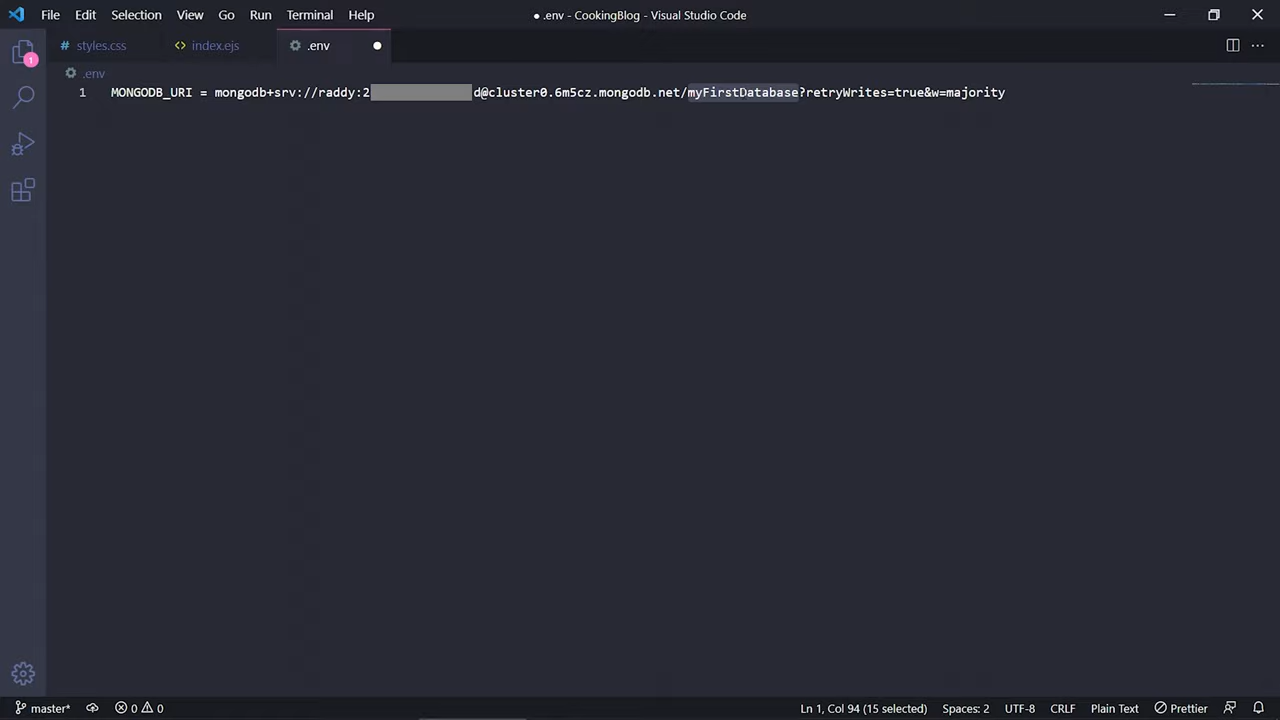 File Edit Selection View Go Run Terminal Help
● .env - CookingBlog - Visual Studio Code
# styles.css <> index.ejs .env ●
1
.env
1 MONGODB_URI = mongodb+srv://raddy:2 d@cluster0.6m5cz.mongodb.net/myFirstDatabase?retryWrites=true&w=majority
master* 0 0 Ln 1, Col 94 (15 selected) Spaces: 2 UTF-8 CRLF Plain Text Prettier